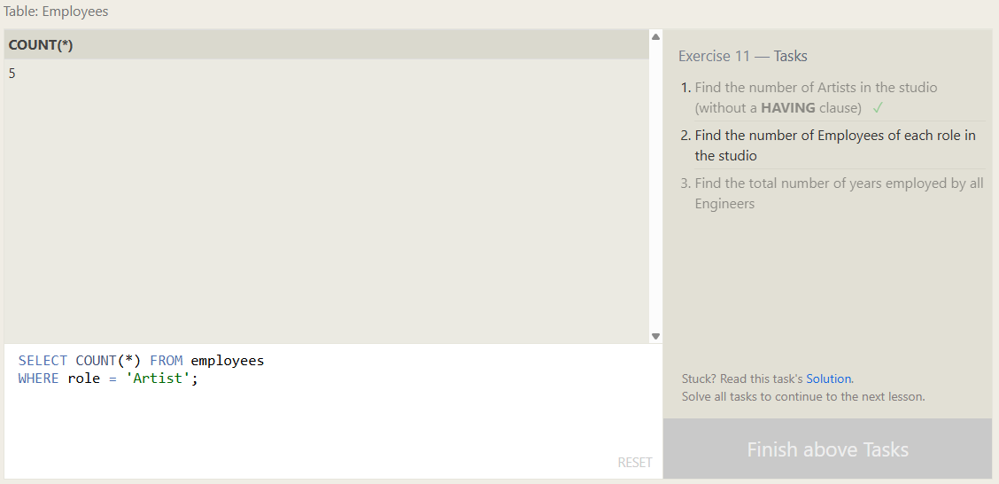 Table: Employees
COUNT(*)
5
SELECT COUNT(*) FROM employees
WHERE role = 'Artist';
RESET
Exercise 11 — Tasks
1. Find the number of Artists in the studio
(without a HAVING clause) ✓
2. Find the number of Employees of each role in
the studio
3. Find the total number of years employed by all
Engineers
Stuck? Read this task's Solution.
Solve all tasks to continue to the next lesson.
Finish above Tasks